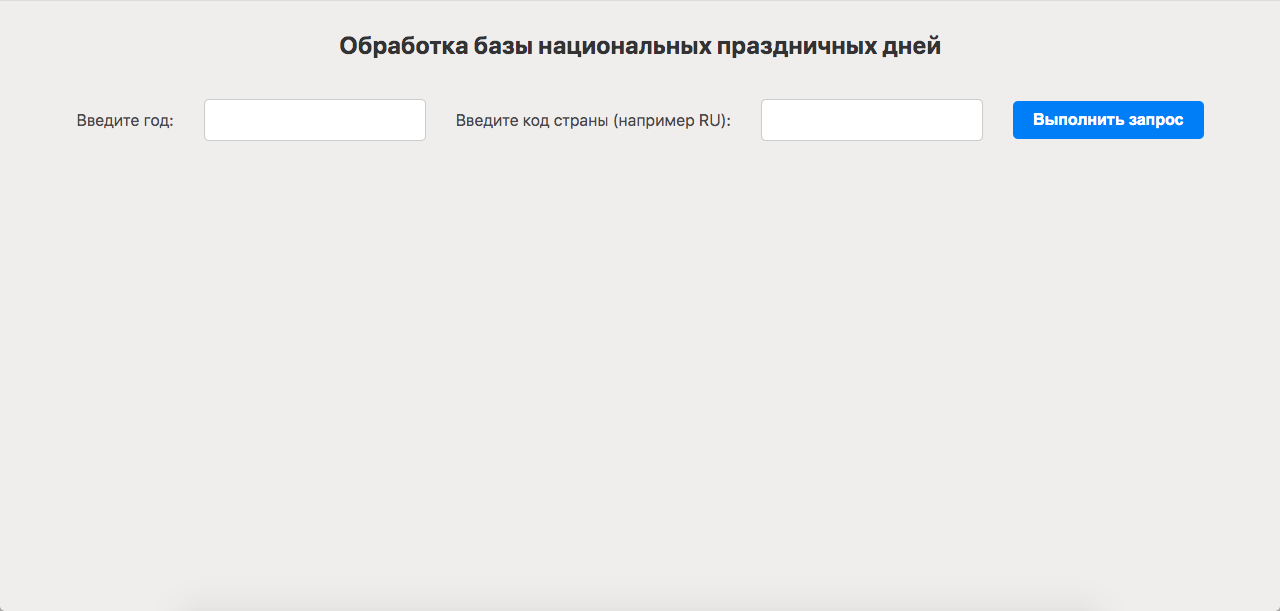 Обработка базы национальных праздничных дней
Введите год: Введите код страны (например RU): Выполнить запрос